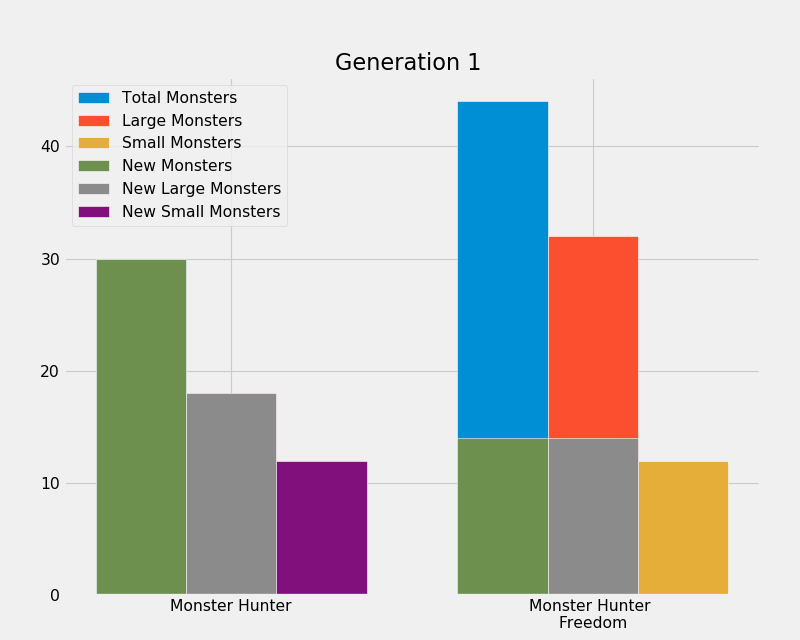 Generation 1
Total Monsters
Large Monsters
Small Monsters
New Monsters
New Large Monsters
New Small Monsters
40
30
20
10
0
Monster Hunter
Monster Hunter
Freedom